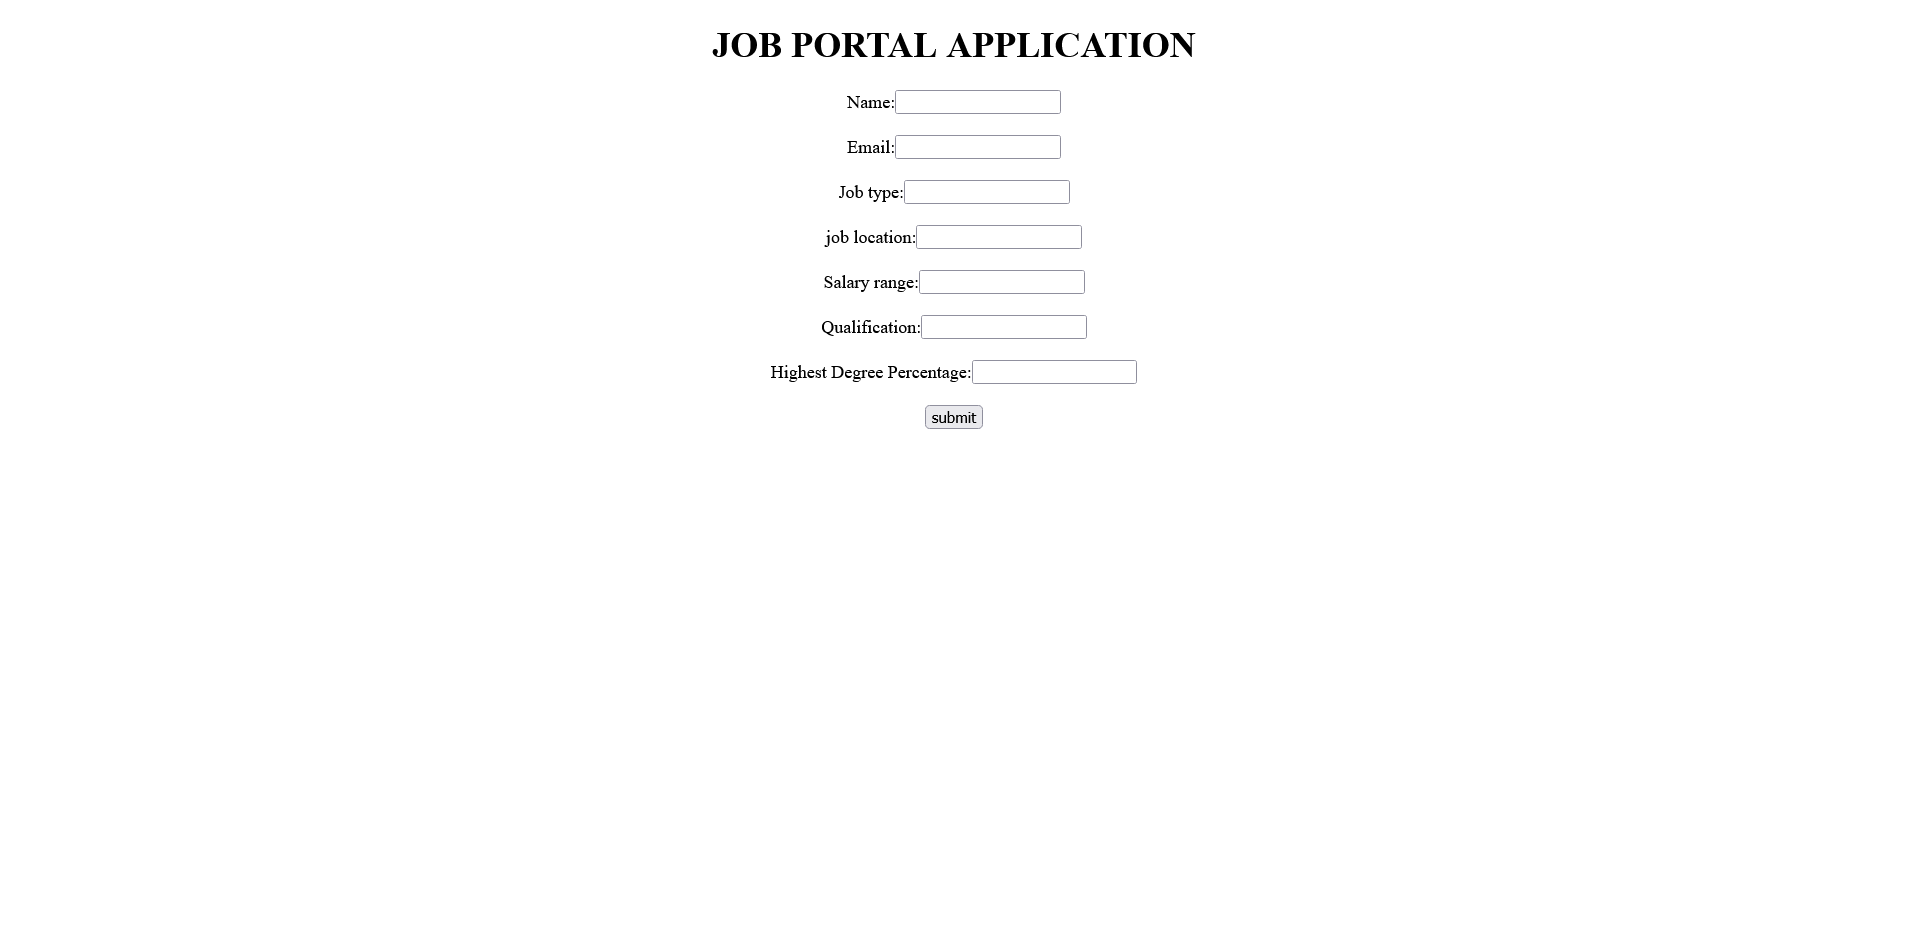 JOB PORTAL APPLICATION
Name:
Email:
Job type:
job location:
Salary range:
Qualification:
Highest Degree Percentage:
submit